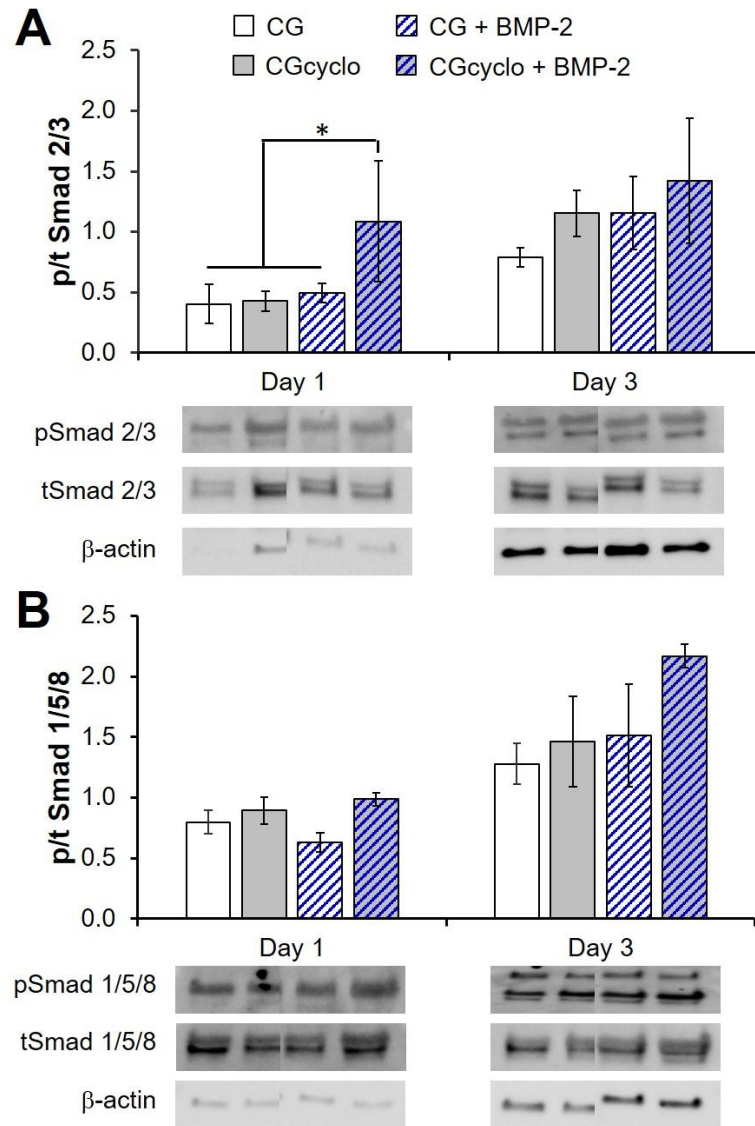 A
CG
CG + BMP-2
CGcyclo
CGcyclo + BMP-2
p/t Smad 2/3
2.5
2.0
1.5
1.0
0.5
0.0
*
Day 1
Day 3
pSmad 2/3
tSmad 2/3
β-actin
B
p/t Smad 1/5/8
2.5
2.0
1.5
1.0
0.5
0.0
Day 1
Day 3
pSmad 1/5/8
tSmad 1/5/8
β-actin